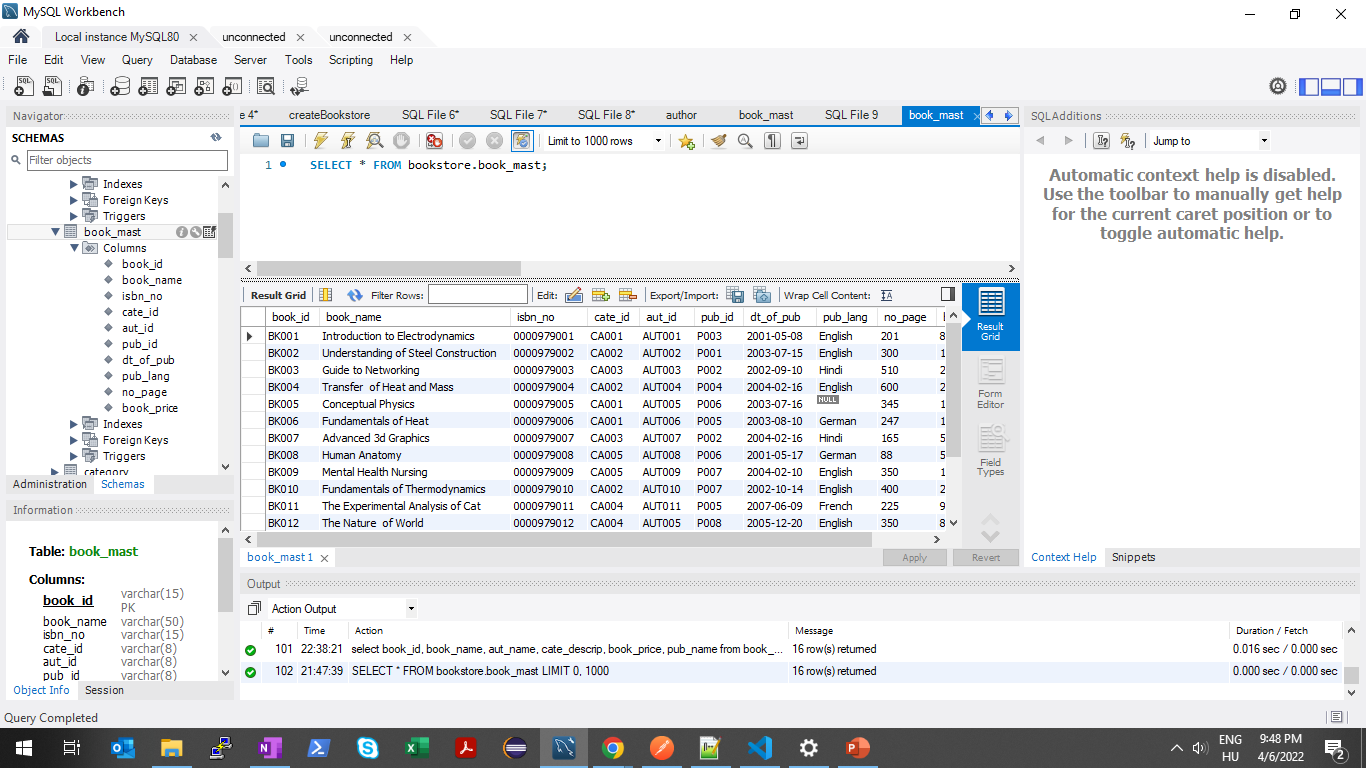 MySQL Workbench
Local instance MySQL80 unconnected unconnected
File Edit View Query Database Server Tools Scripting Help
Navigator
SCHEMAS
Filter objects
Indexes
Foreign Keys
Triggers
book_mast
Columns
book_id
book_name
isbn_no
cate_id
aut_id
pub_id
dt_of_pub
pub_lang
no_page
book_price
Indexes
Foreign Keys
Triggers
category
Administration Schemas
Information
Table: book_mast
Columns:
book_id varchar(15) PK
book_name varchar(50)
isbn_no varchar(15)
cate_id varchar(8)
aut_id varchar(8)
pub_id varchar(8)
Object Info Session
Query Completed
e 4* createBookstore SQL File 6* SQL File 7* SQL File 8* author book_mast SQL File 9 book_mast
Limit to 1000 rows
1 SELECT * FROM bookstore.book_mast;
Result Grid Filter Rows: Edit: Export/Import: Wrap Cell Content:
book_id book_name isbn_no cate_id aut_id pub_id dt_of_pub pub_lang no_page
BK001 Introduction to Electrodynamics 0000979001 CA001 AUT001 P003 2001-05-08 English 201 8
BK002 Understanding of Steel Construction 0000979002 CA002 AUT002 P001 2003-07-15 English 300 1
BK003 Guide to Networking 0000979003 CA003 AUT003 P002 2002-09-10 Hindi 510 2
BK004 Transfer of Heat and Mass 0000979004 CA002 AUT004 P004 2004-02-16 English 600 2
BK005 Conceptual Physics 0000979005 CA001 AUT005 P006 2003-07-16 NULL 345 1
BK006 Fundamentals of Heat 0000979006 CA001 AUT006 P005 2003-08-10 German 247 1
BK007 Advanced 3d Graphics 0000979007 CA003 AUT007 P002 2004-02-16 Hindi 165 5
BK008 Human Anatomy 0000979008 CA005 AUT008 P006 2001-05-17 German 88 5
BK009 Mental Health Nursing 0000979009 CA005 AUT009 P007 2004-02-10 English 350 1
BK010 Fundamentals of Thermodynamics 0000979010 CA002 AUT010 P007 2002-10-14 English 400 2
BK011 The Experimental Analysis of Cat 0000979011 CA004 AUT011 P005 2007-06-09 French 225 9
BK012 The Nature of World 0000979012 CA004 AUT005 P008 2005-12-20 English 350 8
Result Grid
Form Editor
Field Types
book_mast 1 Apply Revert
SQLAdditions
Jump to
Automatic context help is disabled.
Use the toolbar to manually get help
for the current caret position or to
toggle automatic help.
Context Help Snippets
Output
Action Output
# Time Action Message Duration / Fetch
101 22:38:21 select book_id, book_name, aut_name, cate_descrip, book_price, pub_name from book_... 16 row(s) returned 0.016 sec / 0.000 sec
102 21:47:39 SELECT * FROM bookstore.book_mast LIMIT 0, 1000 16 row(s) returned 0.000 sec / 0.000 sec
ENG 9:48 PM
HU 4/6/2022
2